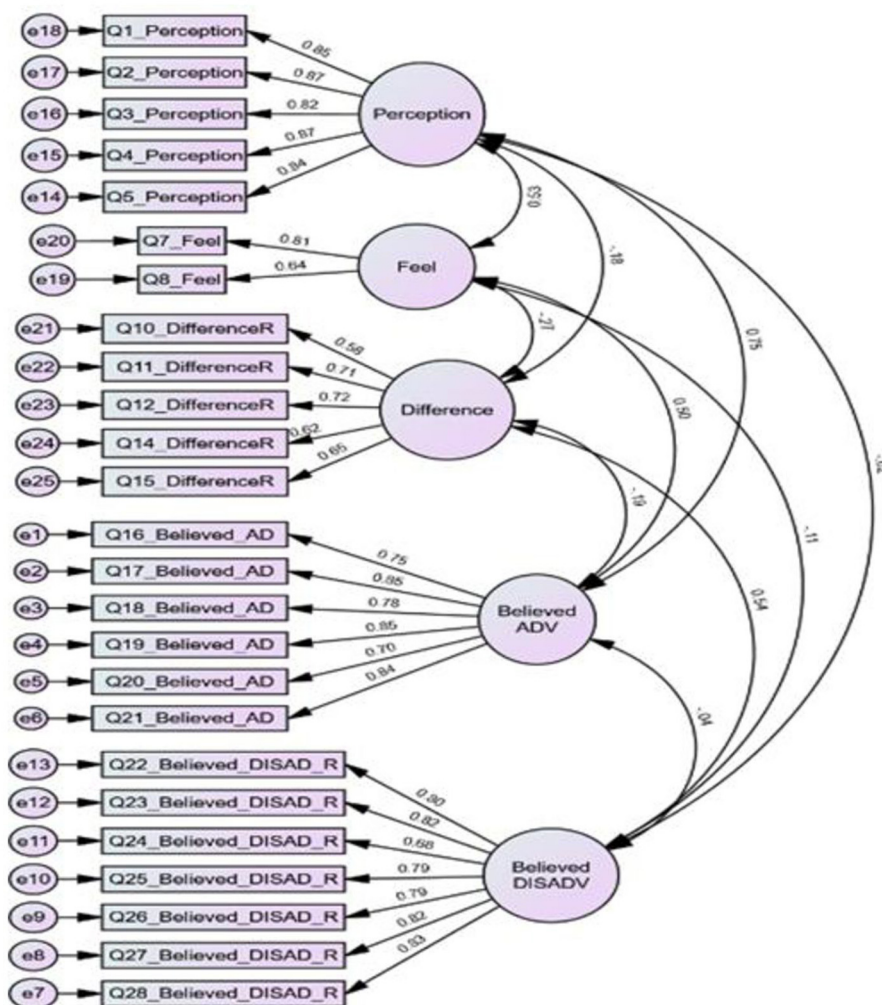 e18 Q1_Perception 0.85
e17 Q2_Perception 0.87
e16 Q3_Perception 0.82
e15 Q4_Perception 0.87
e14 Q5_Perception 0.84
Perception
0.53
e20 Q7_Feel 0.81
e19 Q8_Feel 0.64
Feel
-.18
-.27
0.75
e21 Q10_DifferenceR 0.58
e22 Q11_DifferenceR 0.71
e23 Q12_DifferenceR 0.72
e24 Q14_DifferenceR 0.62
e25 Q15_DifferenceR 0.65
Difference
0.50
-.19
-.11
0.54
e1 Q16_Believed_AD 0.75
e2 Q17_Believed_AD 0.85
e3 Q18_Believed_AD 0.78
e4 Q19_Believed_AD 0.85
e5 Q20_Believed_AD 0.70
e6 Q21_Believed_AD 0.84
Believed
ADV
-.04
e13 Q22_Believed_DISAD_R 0.80
e12 Q23_Believed_DISAD_R 0.82
e11 Q24_Believed_DISAD_R 0.68
e10 Q25_Believed_DISAD_R 0.79
e9 Q26_Believed_DISAD_R 0.79
e8 Q27_Believed_DISAD_R 0.82
e7 Q28_Believed_DISAD_R 0.83
Believed
DISADV